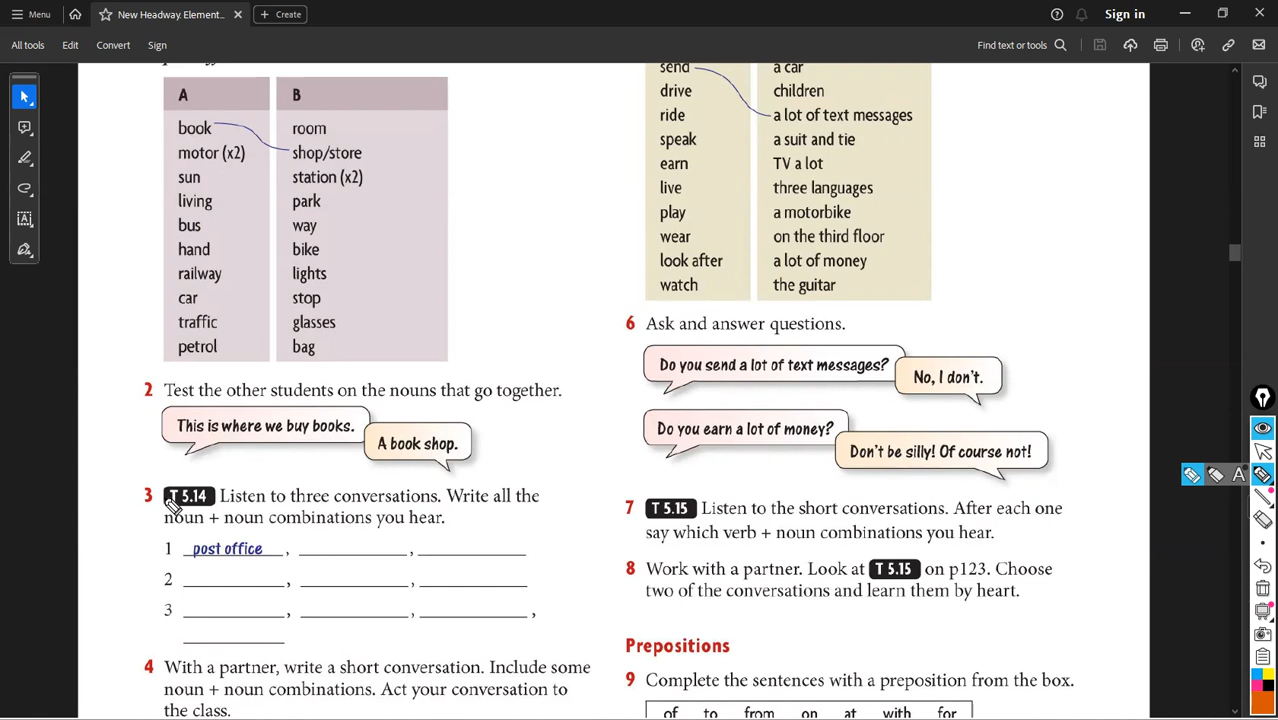 Menu
New Headway. Element...
Create
Sign in
All tools
Edit
Convert
Sign
Find text or tools
A B
book room
motor (x2) shop/store
sun station (x2)
living park
bus way
hand bike
railway lights
car stop
traffic glasses
petrol bag
2 Test the other students on the nouns that go together.
This is where we buy books.
A book shop.
3 T 5.14 Listen to three conversations. Write all the
noun + noun combinations you hear.
1 post office , ,
2 , ,
3 , , ,
4 With a partner, write a short conversation. Include some
noun + noun combinations. Act your conversation to
the class.
send a car
drive children
ride a lot of text messages
speak a suit and tie
earn TV a lot
live three languages
play a motorbike
wear on the third floor
look after a lot of money
watch the guitar
6 Ask and answer questions.
Do you send a lot of text messages?
No, I don't.
Do you earn a lot of money?
Don't be silly! Of course not!
7 T 5.15 Listen to the short conversations. After each one
say which verb + noun combinations you hear.
8 Work with a partner. Look at T 5.15 on p123. Choose
two of the conversations and learn them by heart.
Prepositions
9 Complete the sentences with a preposition from the box.
of to from on at with for
A